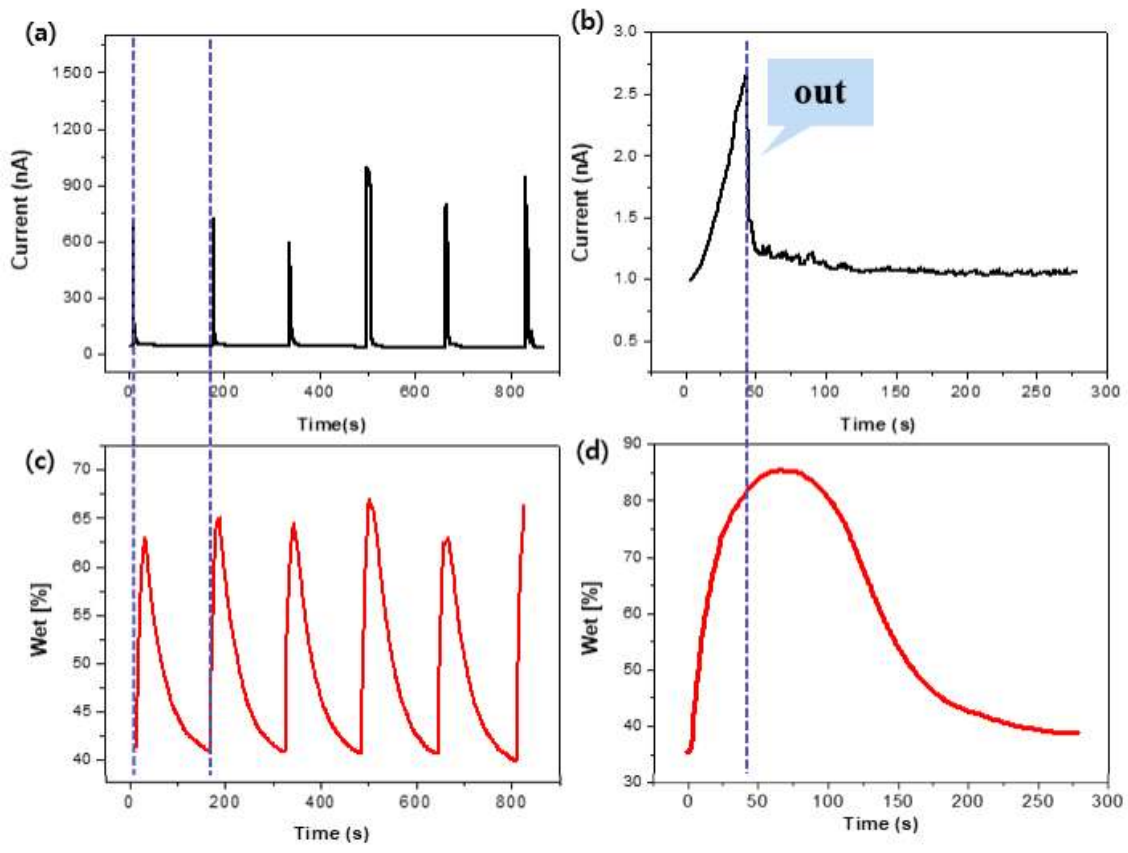 (a)
Current (nA)
1500
1200
900
600
300
0
0 200 400 600 800
Time(s)
(b)
Current (nA)
3.0
2.5
2.0
1.5
1.0
0.5
out
0 50 100 150 200 250 300
Time (s)
(c)
Wet [%]
70
65
60
55
50
45
40
0 200 400 600 800
Time (s)
(d)
Wet [%]
90
80
70
60
50
40
30
0 50 100 150 200 250 300
Time (s)